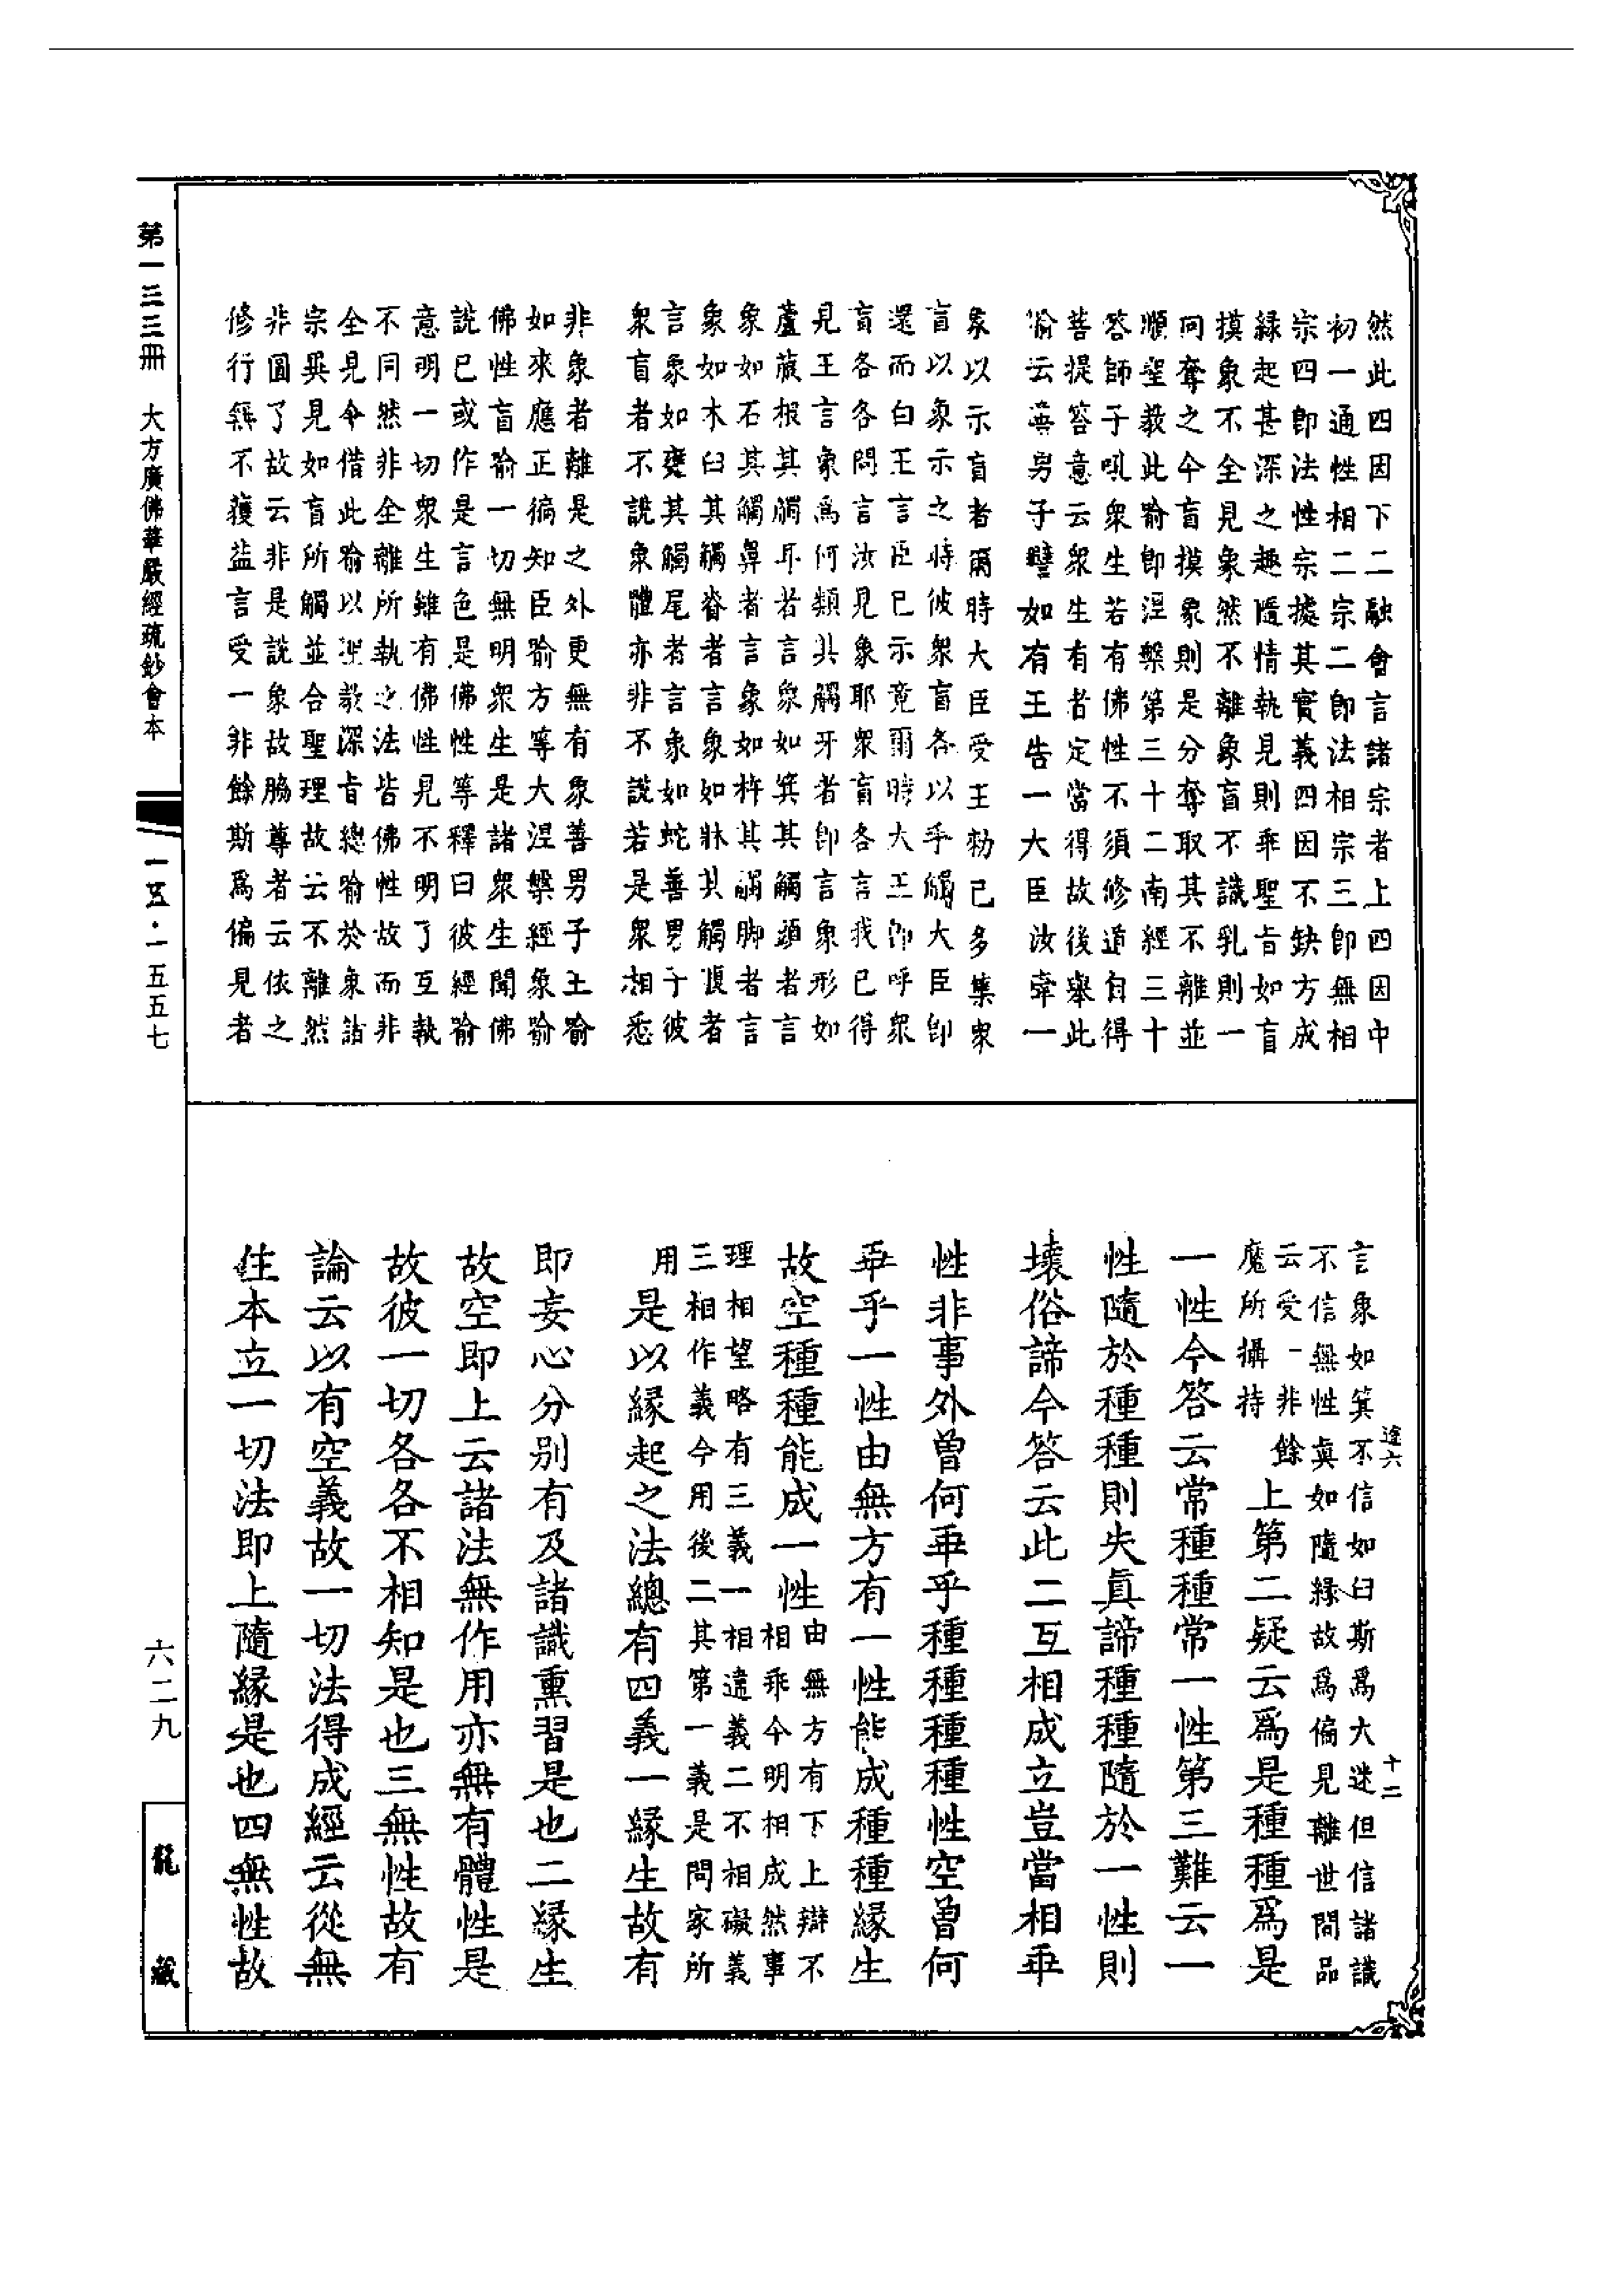 然此四因下二融會言諸宗者上四因中
初一通性相二宗二即法相宗三即無相
宗四即法性宗據其實義四因不缺方成
緑起甚深之趣隨情執見則乖聖旨如盲
摸象不全見象然不離象盲不識乳則一
向奪之今盲摸象則是分奪取其不離並
順聖教此喻即涅槃第三十二南經三十
答師子吼衆生若有佛性不須修道自得
菩提答意云衆生有者定當得故後舉此
喻云善男子譬如有王告一大臣汝牽一
象以示盲者爾時大臣受王勑已多集衆
盲以象示之時彼衆盲各以手觸大臣即
還而白王言臣已示竟爾時大王即呼衆
盲各各問言汝見象耶衆盲各言我已得
見王言象爲何類其觸牙者即言象形如
蘆菔根其觸耳者言象如箕其觸頭者言
象如石其觸鼻者言象如杵其觸脚者言
象如木臼其觸脊者言象如牀其觸腹者
言象如甕其觸尾者言象如蛇善男子彼
衆盲者不說象體亦非不說若是衆相悉
非象者離是之外更無有象善男子王喻
如來應正徧知臣喻方等大涅槃經象喻
佛性盲喻一切無明衆生是諸衆生聞佛
說已或作是言色是佛性等釋曰彼經喻
意明一切衆生雖有佛性見不明了互執
不同然非全離所執之法皆佛性故而非
全見今借此喻以聖教深旨總喻於象諸
宗異見如盲所觸並合聖理故云不離然
非圓了故云非是說象故脇尊者云依之
修行無不獲益言受一非餘斯爲偏見者
言象如箕不信如臼斯爲大迷但信諸識
不信無性真如隨緑故爲偏見離世間品
云受一非餘
魔所攝持
上第二疑云爲是種種爲是
一性今答云常種種常一性第三難云一
性隨於種種則失真諦種種隨於一性則
壞俗諦今答云此二互相成立豈當相乖
性非事外曾何乖乎種種種性空曾何
乖乎一性由無方有一性能成種種緣生
故空種種能成一性
由無方有下上辯不
相乖今明相成然事
理相望略有三義一相違義二不相礙義
三相作義今用後二其第一義是問家所
用
是以緣起之法總有四義一緣生故有
即妄心分別有及諸識熏習是也二緣生
故空即上云諸法無作用亦無有體性是
故彼一切各各不相知是也三無性故有
論云以有空義故一切法得成經云從無
住本立一切法即上隨緣是也四無性故
途六
十二
第一三三冊 大方廣佛華嚴經疏鈔會本
一五·一五五七
六二九
龍藏